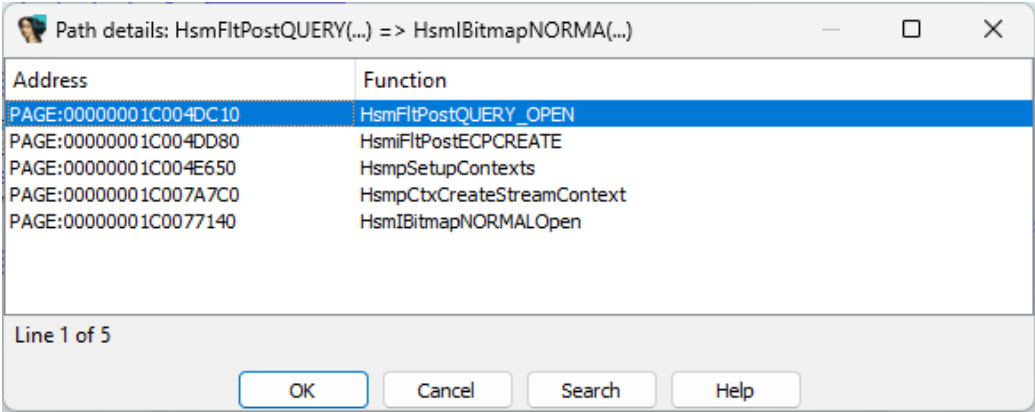 Path details: HsmFltPostQUERY(...) => HsmIBitmapNORMA(...)
Address Function
PAGE:00000001C004DC10 HsmFltPostQUERY_OPEN
PAGE:00000001C004DD80 HsmiFltPostECPCREATE
PAGE:00000001C004E650 HsmpSetupContexts
PAGE:00000001C007A7C0 HsmpCtxCreateStreamContext
PAGE:00000001C0077140 HsmIBitmapNORMALOpen
Line 1 of 5
OK Cancel Search Help